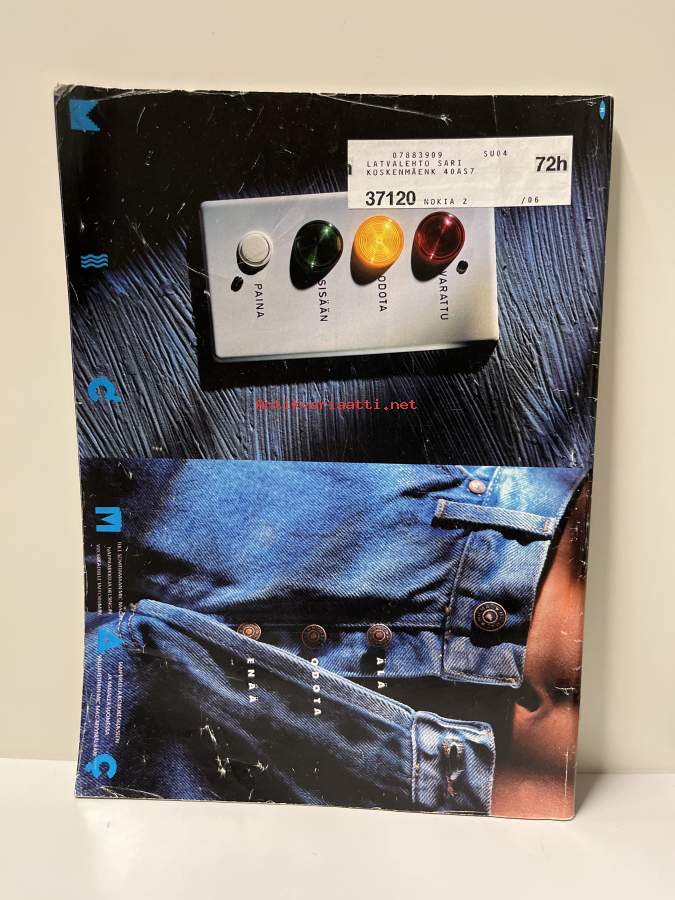 07883909 SU04
LATVALEHTO SARI
KOSKENMÄENK 40AS7
72h
37120 NOKIA 2 /06
PAINA
SISÄÄN
ODOTA
VARATTU
Antikvariaatti.net
ÄLÄ
ODOTA
ENÄÄ
M I C M A C